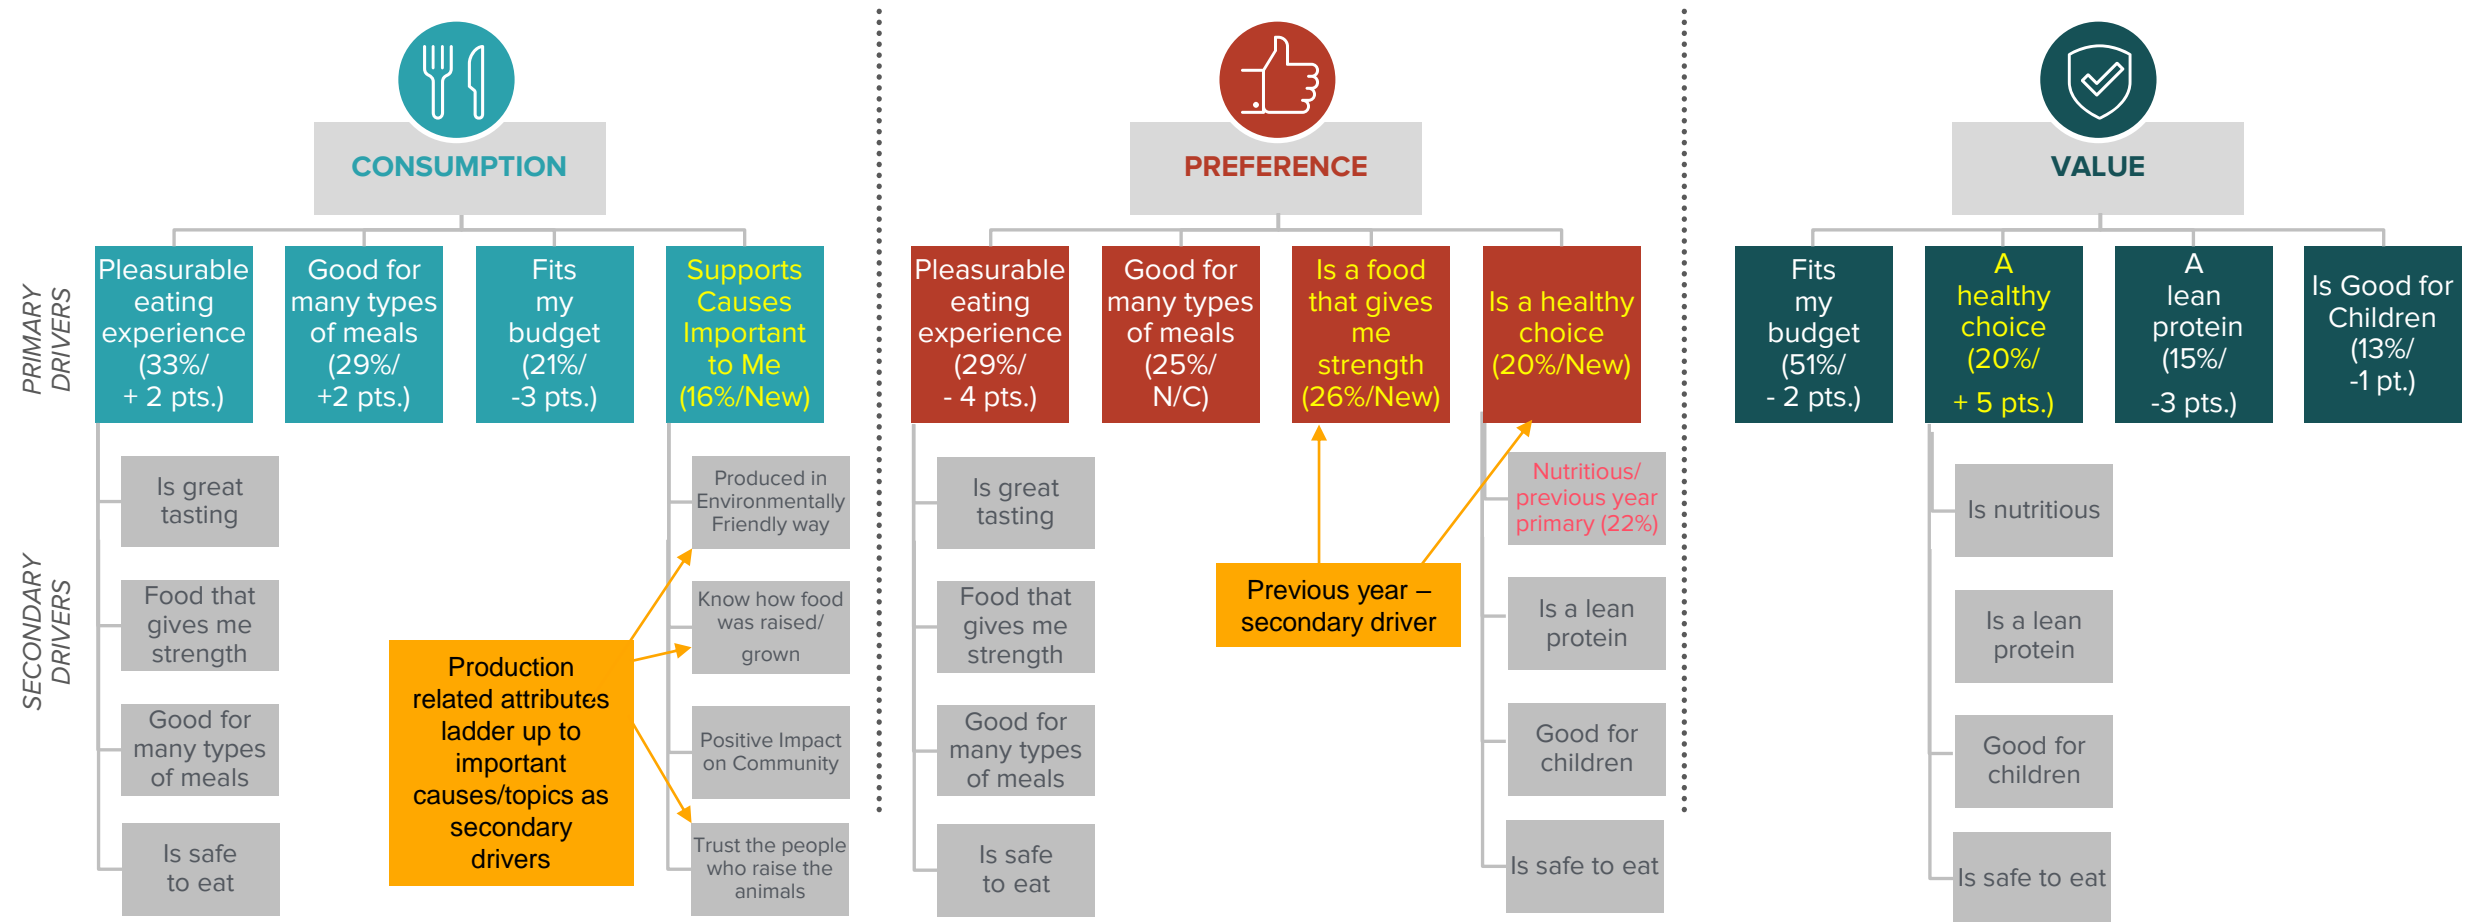 CONSUMPTION
PREFERENCE
VALUE
PRIMARY
DRIVERS
Pleasurable
eating
experience
(33%/
+ 2 pts.)
Good for
many types
of meals
(29%/
+2 pts.)
Fits
my
budget
(21%/
-3 pts.)
Supports
Causes
Important
to Me
(16%/New)
Pleasurable
eating
experience
(29%/
- 4 pts.)
Good for
many types
of meals
(25%/
N/C)
Is a food
that gives
me
strength
(26%/New)
Is a healthy
choice
(20%/New)
Fits
my
budget
(51%/
- 2 pts.)
A
healthy
choice
(20%/
+ 5 pts.)
A
lean
protein
(15%/
-3 pts.)
Is Good for
Children
(13%/
-1 pt.)
SECONDARY
DRIVERS
Is great
tasting
Food that
gives me
strength
Good for
many types
of meals
Is safe
to eat
Production
related attributes
ladder up to
important
causes/topics as
secondary
drivers
Produced in
Environmentally
Friendly way
Know how food
was raised/
grown
Positive Impact
on Community
Trust the people
who raise the
animals
Is great
tasting
Food that
gives me
strength
Good for
many types
of meals
Is safe
to eat
Previous year –
secondary driver
Nutritious/
previous year
primary (22%)
Is a lean
protein
Good for
children
Is safe to eat
Is nutritious
Is a lean
protein
Good for
children
Is safe to eat